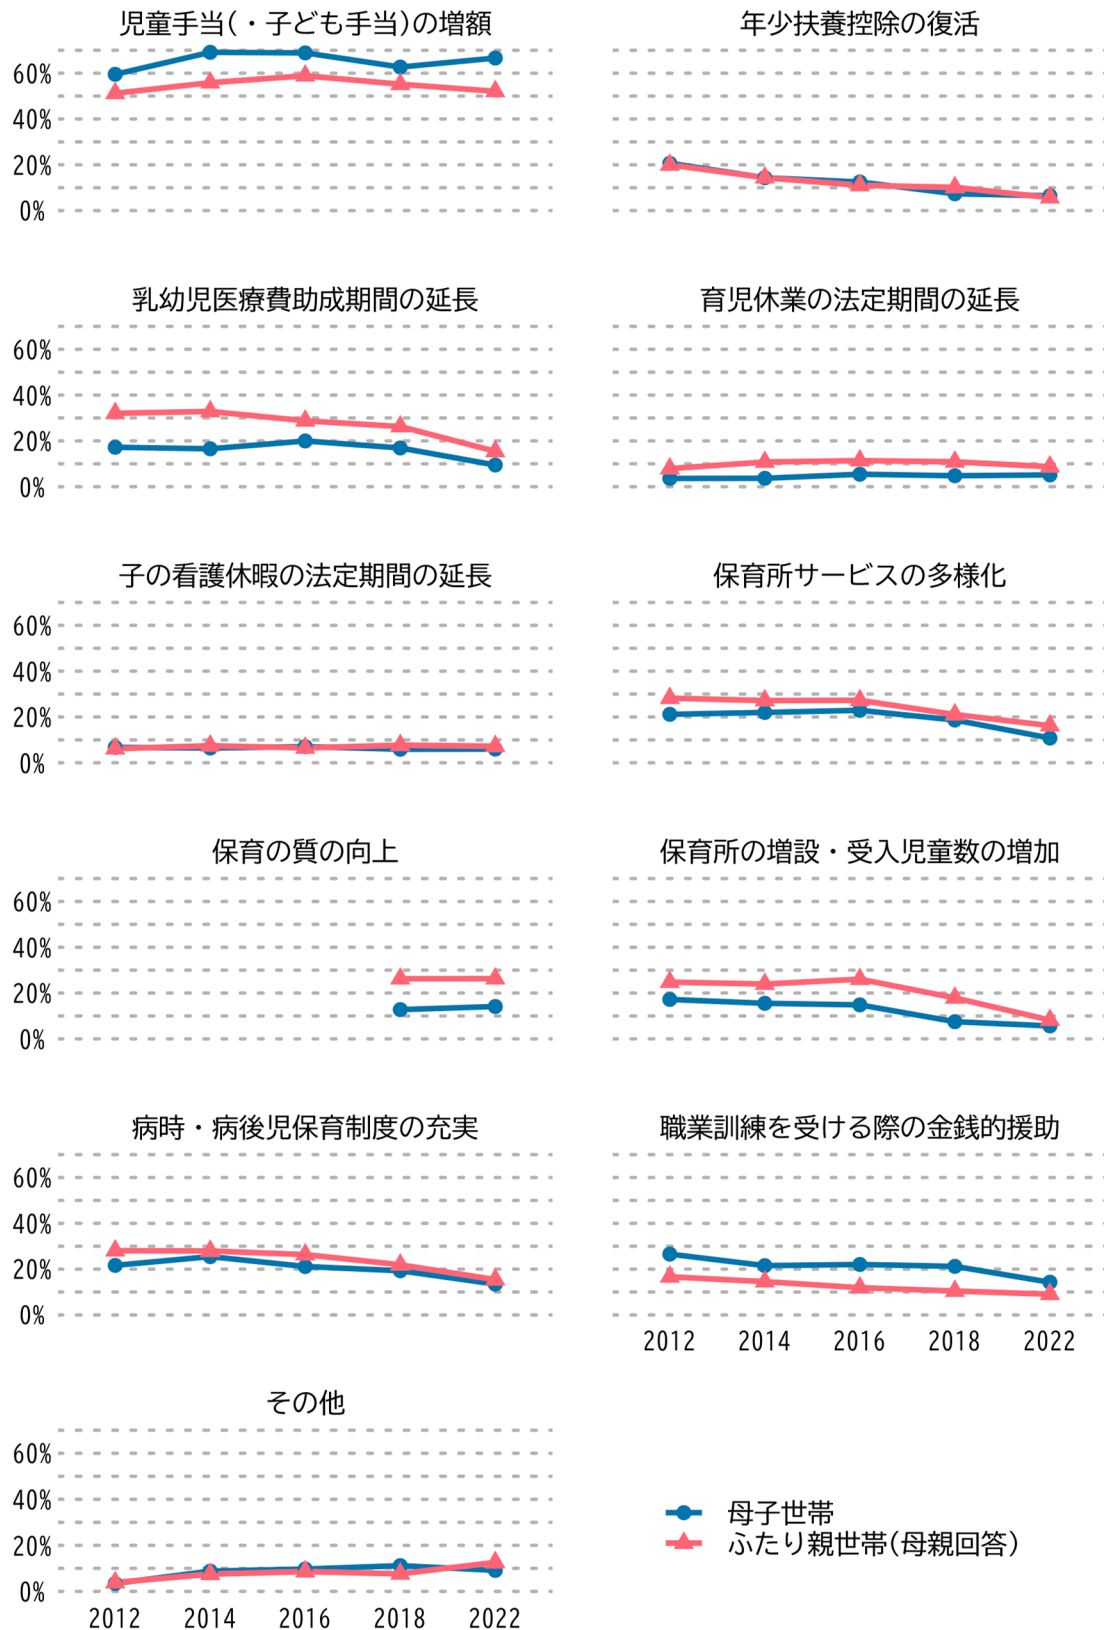 児童手当(・子ども手当)の増額
60%
40%
20%
0%
年少扶養控除の復活
乳幼児医療費助成期間の延長
60%
40%
20%
0%
育児休業の法定期間の延長
子の看護休暇の法定期間の延長
60%
40%
20%
0%
保育所サービスの多様化
保育の質の向上
60%
40%
20%
0%
保育所の増設・受入児童数の増加
病時・病後児保育制度の充実
60%
40%
20%
0%
職業訓練を受ける際の金銭的援助
2012 2014 2016 2018 2022
その他
60%
40%
20%
0%
2012 2014 2016 2018 2022
母子世帯
ふたり親世帯(母親回答)